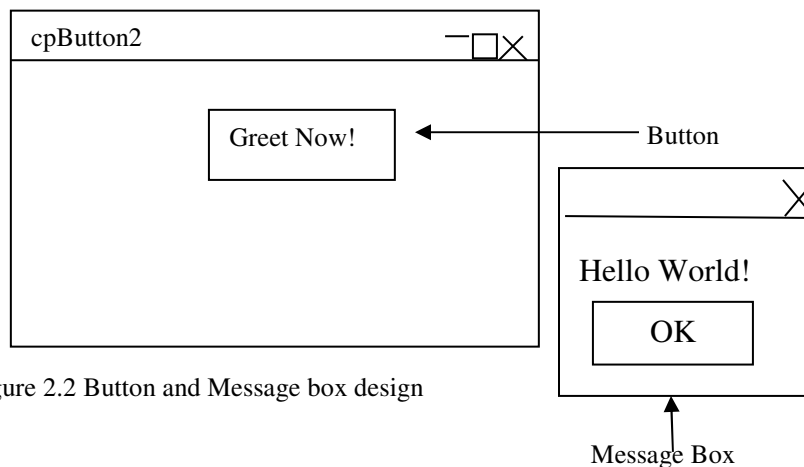 cpButton2
Greet Now!
Button
Hello World!
OK
gure 2.2 Button and Message box design
Message Box